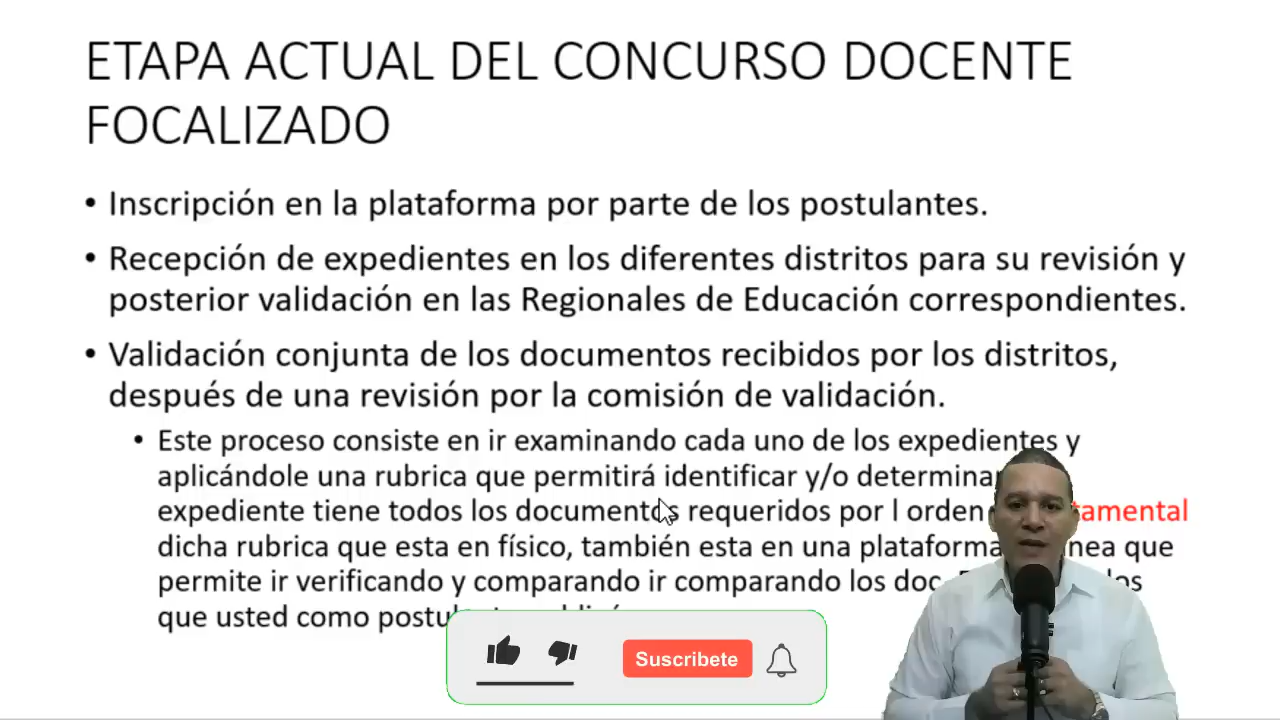 ETAPA ACTUAL DEL CONCURSO DOCENTE
FOCALIZADO
• Inscripción en la plataforma por parte de los postulantes.
• Recepción de expedientes en los diferentes distritos para su revisión y
posterior validación en las Regionales de Educación correspondientes.
• Validación conjunta de los documentos recibidos por los distritos,
después de una revisión por la comisión de validación.
• Este proceso consiste en ir examinando cada uno de los expedientes y
aplicándole una rubrica que permitirá identificar y/o determinar
expediente tiene todos los documentos requeridos por l orden
dicha rubrica que esta en físico, también esta en una plataforma que
permite ir verificando y comparando ir comparando los doc.
que usted como
Suscribete